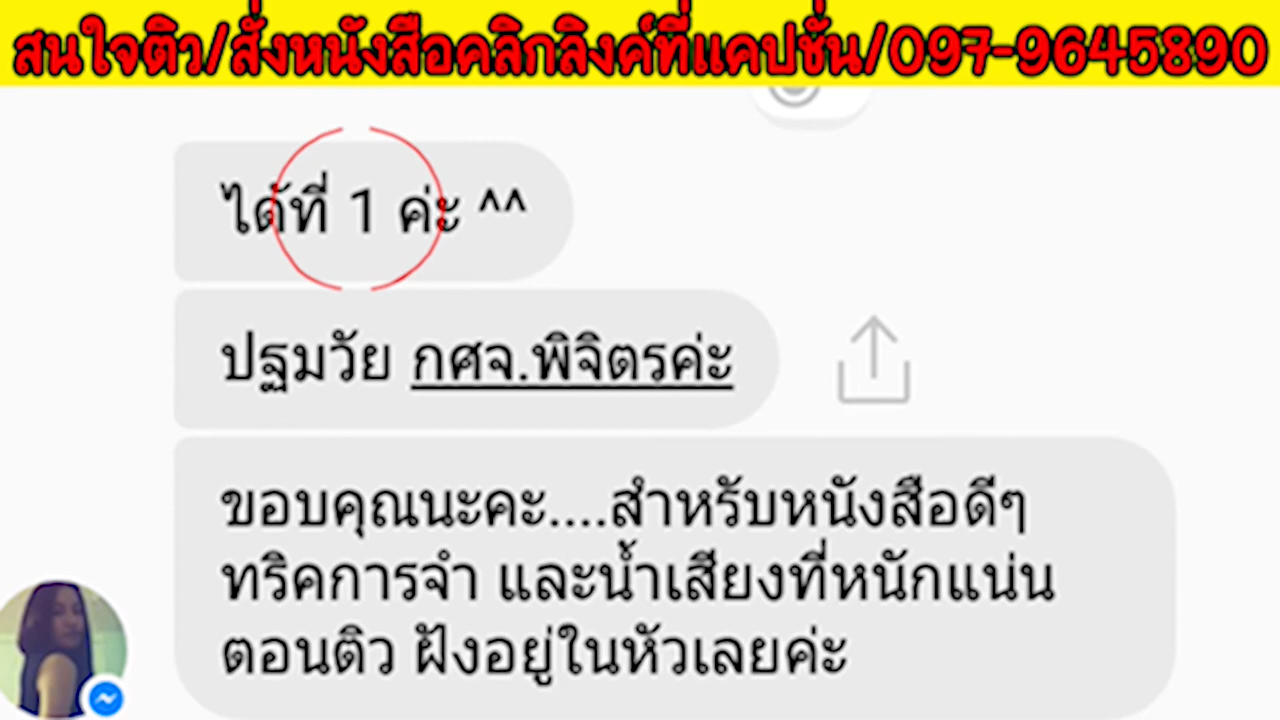 สนใจติว/สั่งหนังสือคลิกลิงค์ที่แคปชั่น/097-9645890
ได้ที่ 1 ค่ะ ^^
ปฐมวัย กศจ.พิจิตรค่ะ
ขอบคุณนะคะ....สำหรับหนังสือดีๆ
ทริคการจำ และน้ำเสียงที่หนักแน่น
ตอนติว ฝังอยู่ในหัวเลยค่ะ